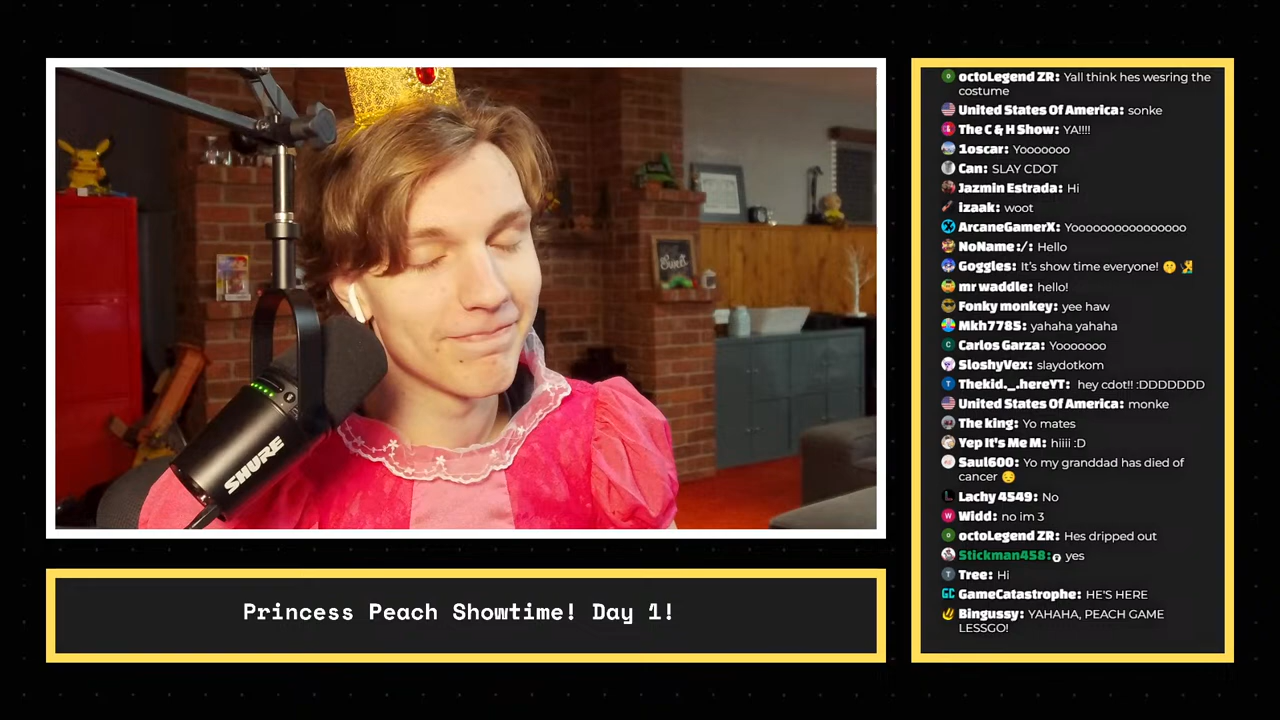 octoLegend ZR: Yall think hes wesring the
costume
United States Of America: sonke
The C & H Show: YA!!!!
1oscar: Yooooooo
Can: SLAY CDOT
Jazmin Estrada: Hi
izaak: woot
ArcaneGamerX: Yoooooooooooooooo
NoName:/: Hello
Goggles: It's show time everyone!
mr waddle: hello!
Fonky monkey: yee haw
Mkh7785: yahaha yahaha
Carlos Garza: Yooooooo
SloshyVex: slaydotkom
Thekid._.hereYT: hey cdot!! :DDDDDDD
United States Of America: monke
The king: Yo mates
Yep It's Me M: hiiii :D
Saul600: Yo my granddad has died of
cancer 😔
Lachy 4549: No
Widd: no im 3
octoLegend ZR: Hes dripped out
Stickman458: yes
Tree: Hi
GameCatastrophe: HE'S HERE
Bingussy: YAHAHA, PEACH GAME
LESSGO!
SHURE
Princess Peach Showtime! Day 1!